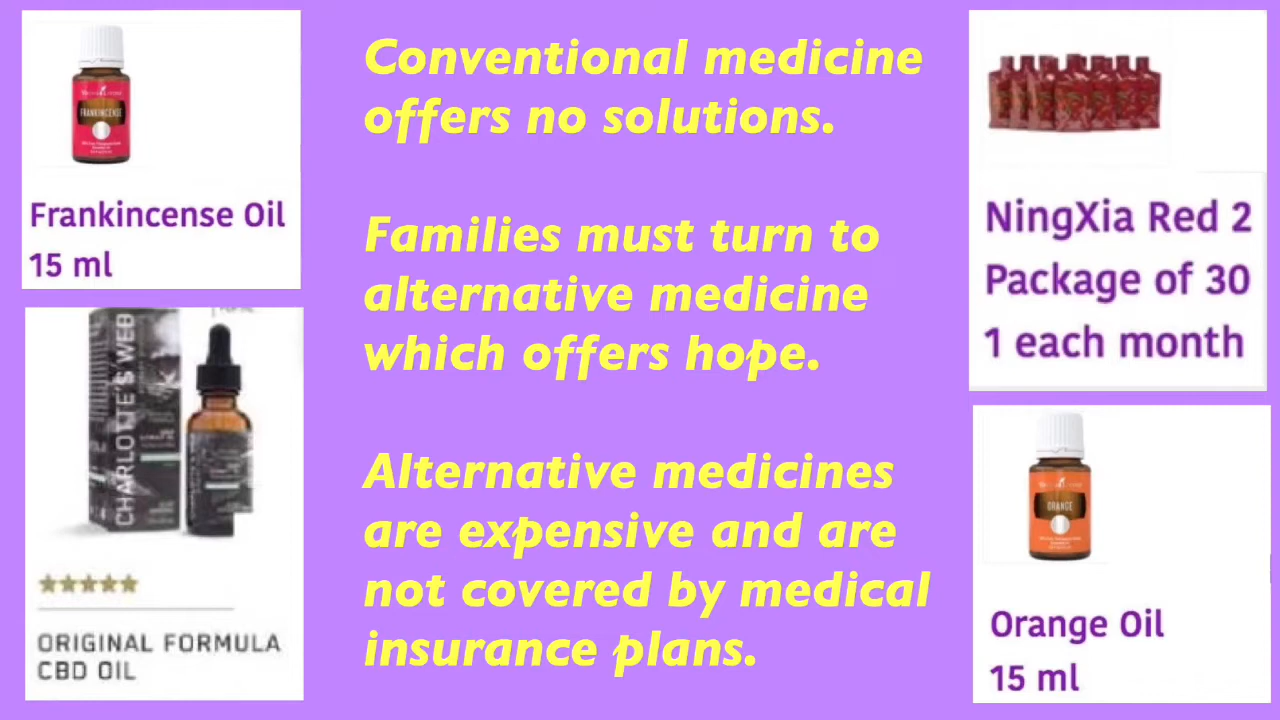 FRANKINCENSE
Frankincense Oil
15 ml
CHARLOTTE'S WEB
ORIGINAL FORMULA
CBD OIL
Conventional medicine
offers no solutions.
Families must turn to
alternative medicine
which offers hope.
Alternative medicines
are expensive and are
not covered by medical
insurance plans.
NingXia Red 2
Package of 30
1 each month
ORANGE
Orange Oil
15 ml